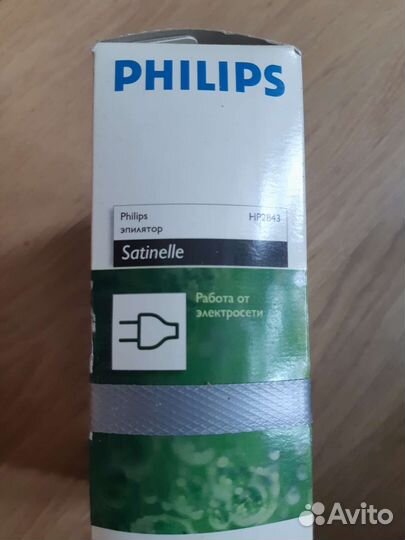 PHILIPS
Philips HP2843
эпилятор
Satinelle
Работа от
электросети
Avito